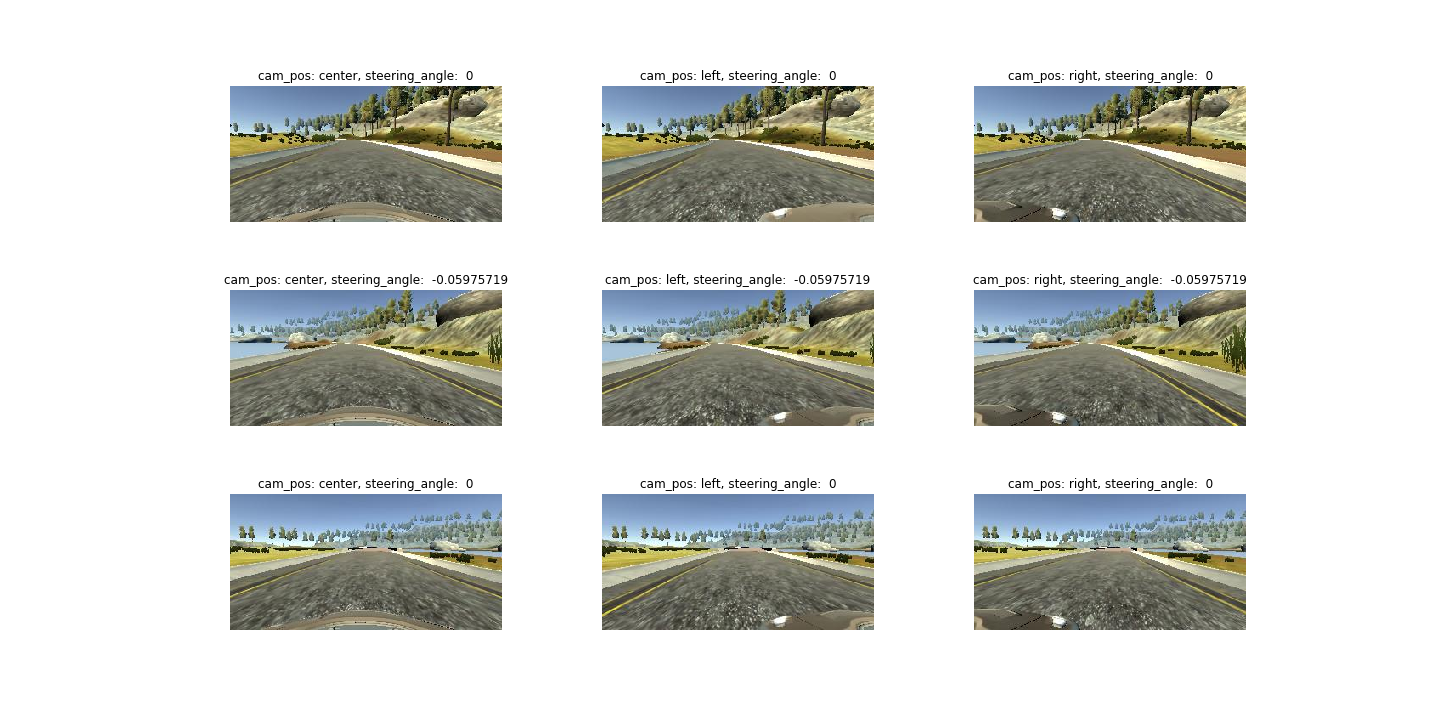 cam_pos: center, steering_angle:  0
cam_pos: left, steering_angle:  0
cam_pos: right, steering_angle:  0
cam_pos: center, steering_angle:  -0.05975719
cam_pos: left, steering_angle:  -0.05975719
cam_pos: right, steering_angle:  -0.05975719
cam_pos: center, steering_angle:  0
cam_pos: left, steering_angle:  0
cam_pos: right, steering_angle:  0